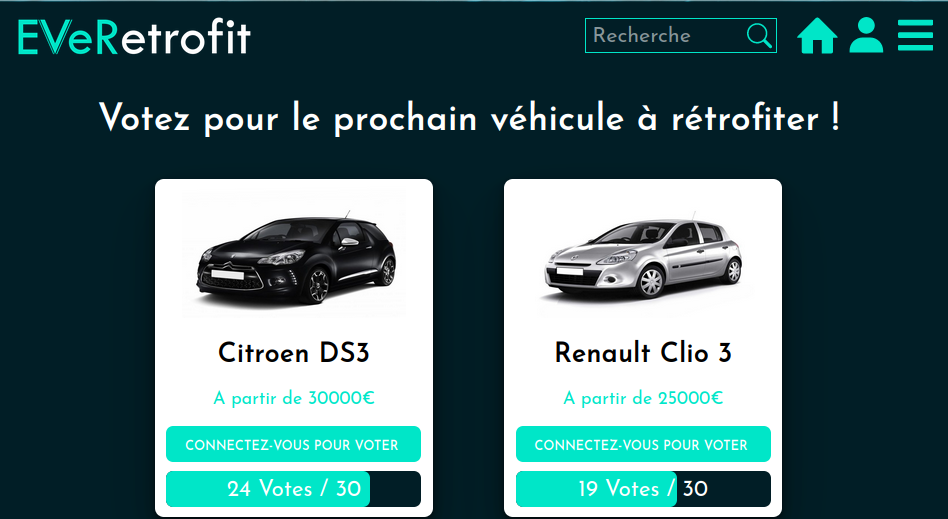 EVeRetrofit
Recherche
Votez pour le prochain véhicule à rétrofiter !
Citroen DS3
A partir de 30000€
CONNECTEZ-VOUS POUR VOTER
24 Votes / 30
Renault Clio 3
A partir de 25000€
CONNECTEZ-VOUS POUR VOTER
19 Votes / 30